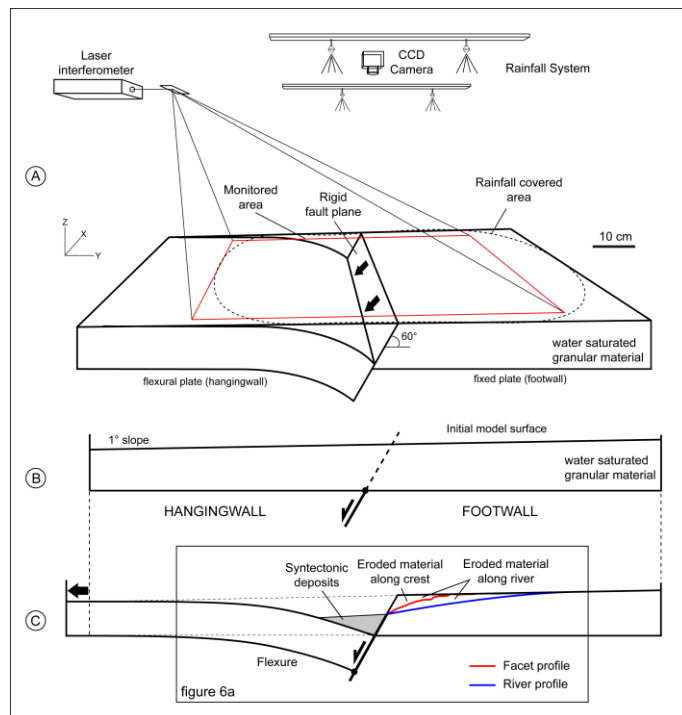 Laser
interferometer
CCD
Camera
Rainfall System
A
Monitored
area
Rigid
fault plane
Rainfall covered
area
Z
X
Y
10 cm
60°
water saturated
granular material
flexural plate (hangingwall)
fixed plate (footwall)
Initial model surface
1° slope
B
water saturated
granular material
HANGINGWALL
FOOTWALL
Syntectonic
deposits
Eroded material
along crest
Eroded material
along river
C
Flexure
Facet profile
River profile
figure 6a